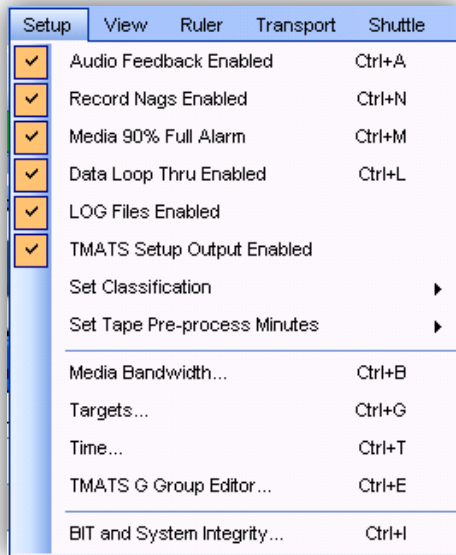 Setup View Ruler Transport Shuttle
Audio Feedback Enabled Ctrl+A
Record Nags Enabled Ctrl+N
Media 90% Full Alarm Ctrl+M
Data Loop Thru Enabled Ctrl+L
LOG Files Enabled
TMATS Setup Output Enabled
Set Classification
Set Tape Pre-process Minutes
Media Bandwidth... Ctrl+B
Targets... Ctrl+G
Time... Ctrl+T
TMATS G Group Editor... Ctrl+E
BIT and System Integrity... Ctrl+I